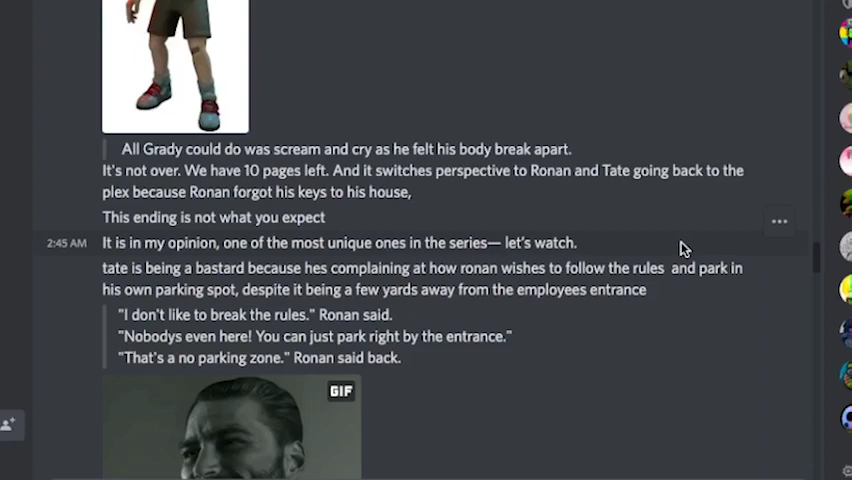 All Grady could do was scream and cry as he felt his body break apart.
It's not over. We have 10 pages left. And it switches perspective to Ronan and Tate going back to the
plex because Ronan forgot his keys to his house,
This ending is not what you expect
2:45 AM It is in my opinion, one of the most unique ones in the series— let's watch.
tate is being a bastard because hes complaining at how ronan wishes to follow the rules and park in
his own parking spot, despite it being a few yards away from the employees entrance
"I don't like to break the rules." Ronan said.
"Nobodys even here! You can just park right by the entrance."
"That's a no parking zone." Ronan said back.
GIF